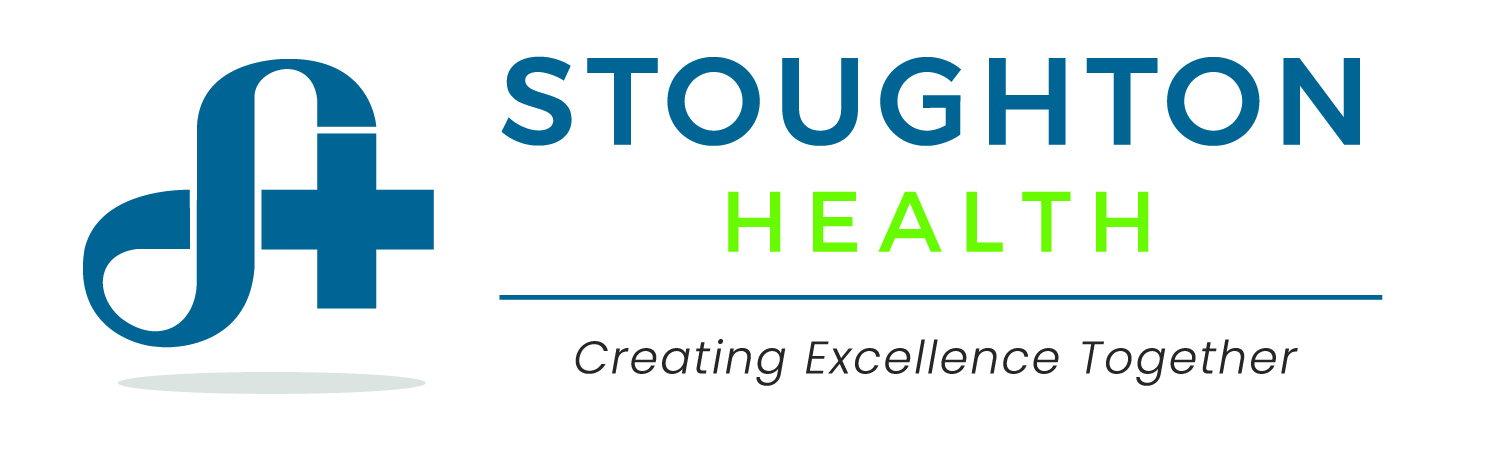 STOUGHTON
HEALTH
Creating Excellence Together